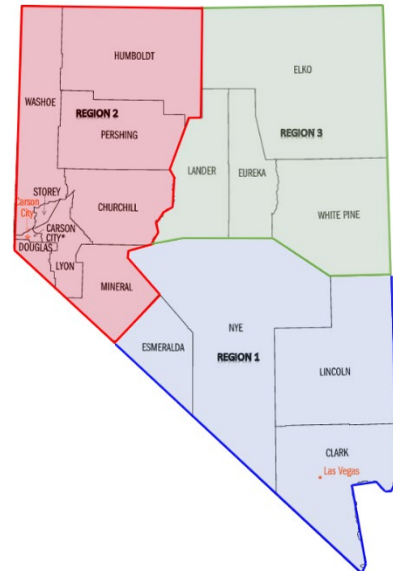 HUMBOLDT
ELKO
WASHOE
REGION 2
PERSHING
REGION 3
LANDER
EUREKA
STOREY
Carson
City
CHURCHILL
WHITE PINE
CARSON
CITY*
DOUGLAS
LYON
MINERAL
NYE
ESMERALDA
REGION 1
LINCOLN
CLARK
Las Vegas